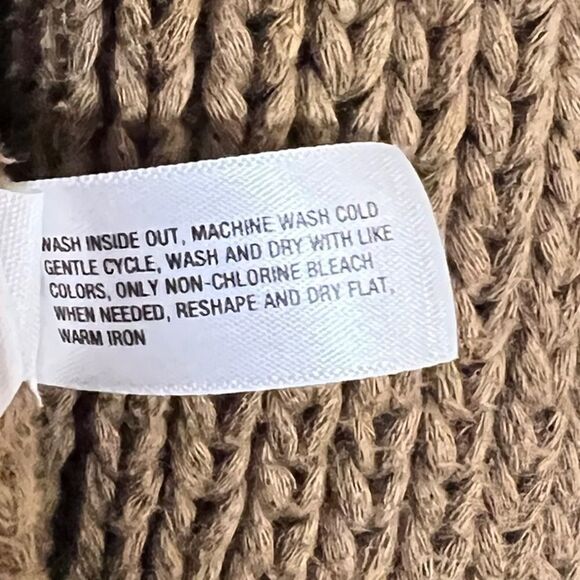 WASH INSIDE OUT, MACHINE WASH COLD
GENTLE CYCLE, WASH AND DRY WITH LIKE
COLORS, ONLY NON-CHLORINE BLEACH
WHEN NEEDED, RESHAPE AND DRY FLAT,
WARM IRON